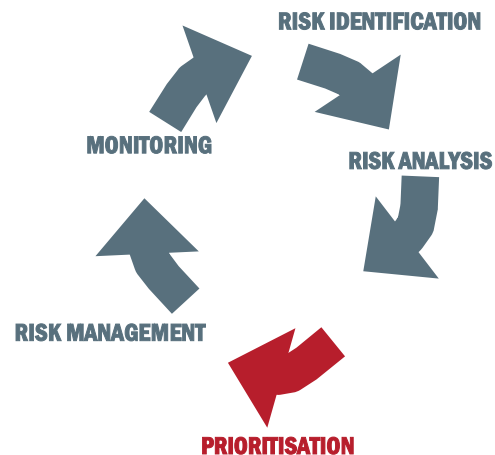 RISK IDENTIFICATION
RISK ANALYSIS
PRIORITISATION
RISK MANAGEMENT
MONITORING